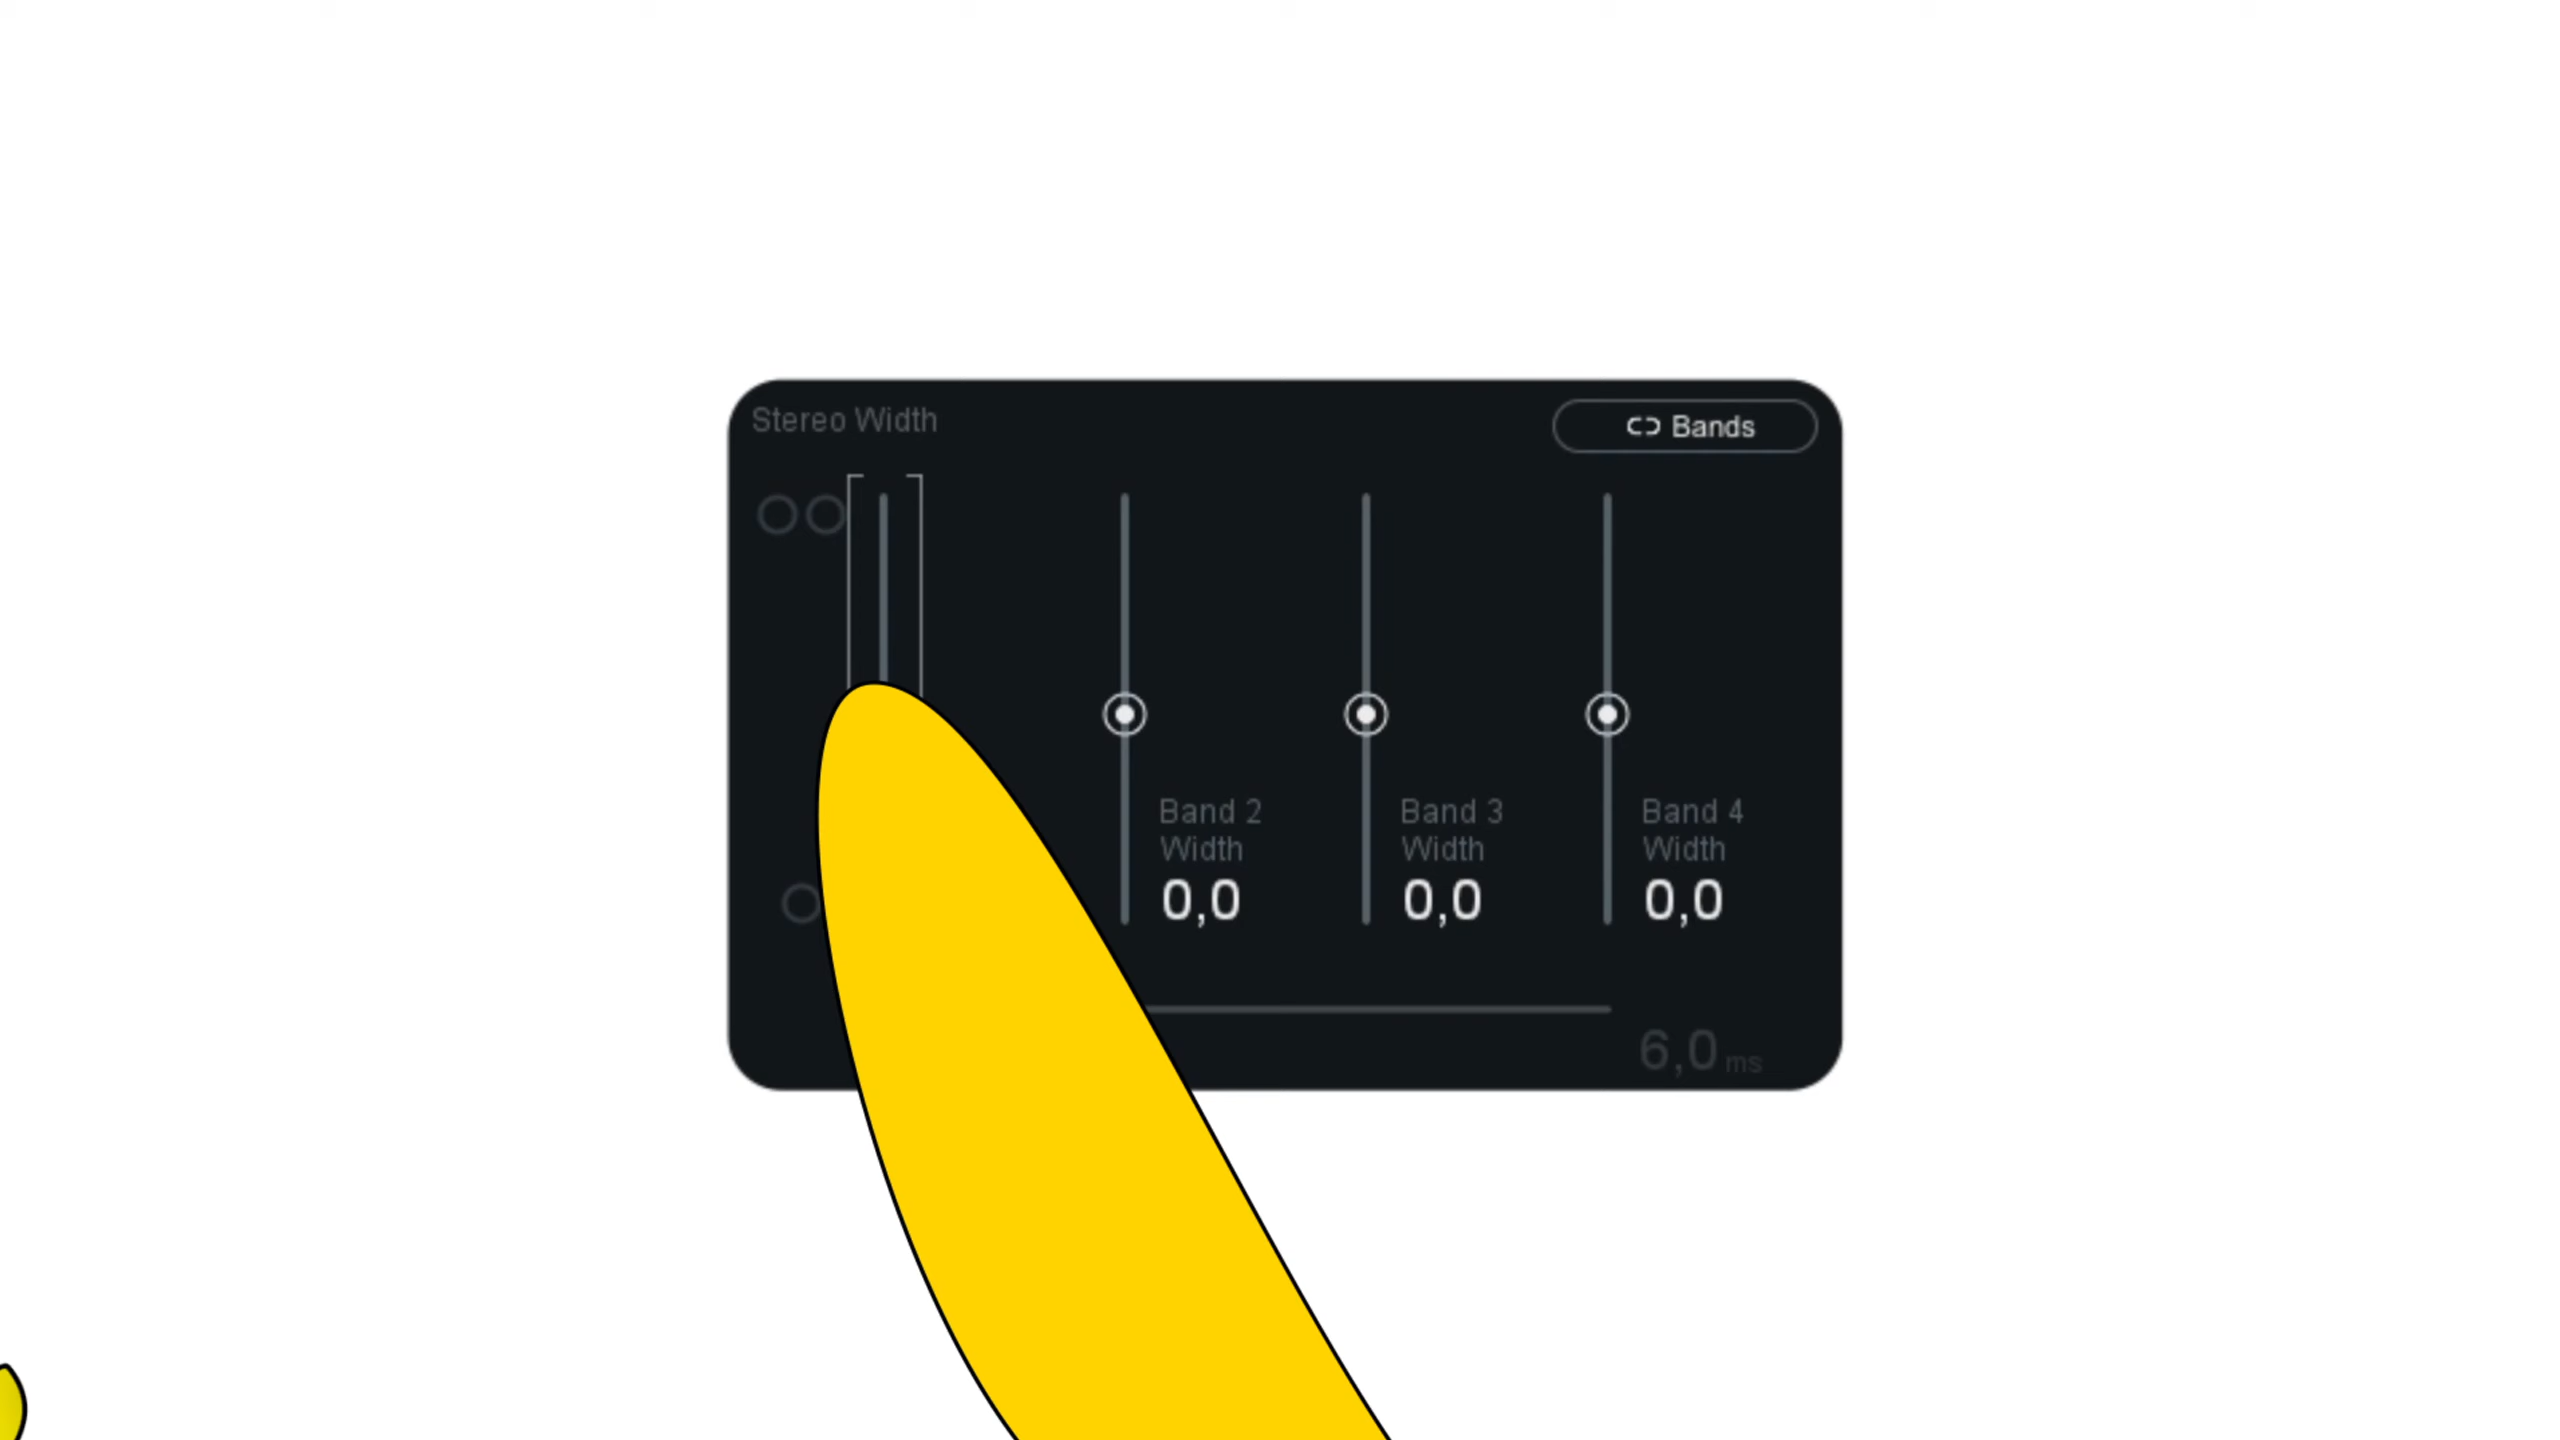 Stereo Width
Bands
Band 2
Width
0,0
Band 3
Width
0,0
Band 4
Width
0,0
6,0 ms